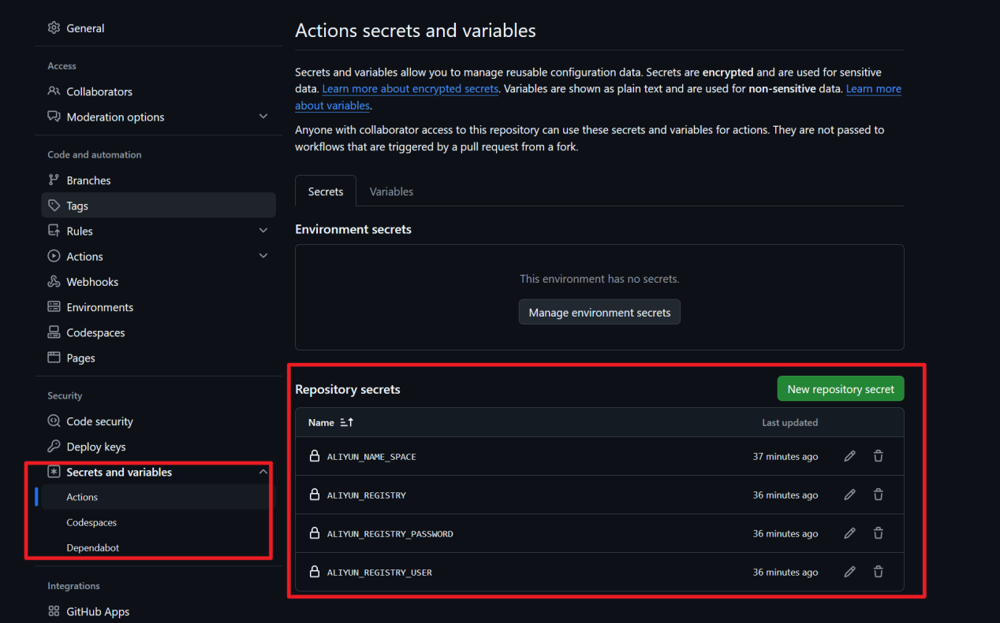 General
Access
Collaborators
Moderation options
Code and automation
Branches
Tags
Rules
Actions
Webhooks
Environments
Codespaces
Pages
Security
Code security
Deploy keys
Secrets and variables
Actions
Codespaces
Dependabot
Integrations
GitHub Apps
Actions secrets and variables
Secrets and variables allow you to manage reusable configuration data. Secrets are encrypted and are used for sensitive
data. Learn more about encrypted secrets. Variables are shown as plain text and are used for non-sensitive data. Learn more
about variables.
Anyone with collaborator access to this repository can use these secrets and variables for actions. They are not passed to
workflows that are triggered by a pull request from a fork.
Secrets Variables
Environment secrets
This environment has no secrets.
Manage environment secrets
Repository secrets New repository secret
Name Last updated
ALIYUN_NAME_SPACE 37 minutes ago
ALIYUN_REGISTRY 36 minutes ago
ALIYUN_REGISTRY_PASSWORD 36 minutes ago
ALIYUN_REGISTRY_USER 36 minutes ago